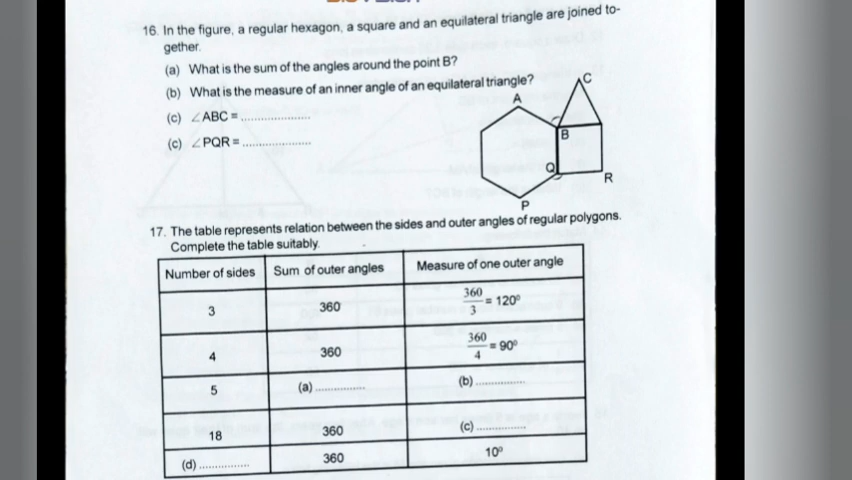 16. In the figure, a regular hexagon, a square and an equilateral triangle are joined to-
gether.
(a) What is the sum of the angles around the point B?
(b) What is the measure of an inner angle of an equilateral triangle?
(c) ∠ABC = .....................
(c) ∠PQR = .....................
C
A
B
Q
R
P
17. The table represents relation between the sides and outer angles of regular polygons.
Complete the table suitably.
Number of sides Sum of outer angles Measure of one outer angle
3 360 360/3 = 120°
4 360 360/4 = 90°
5 (a) ............... (b) ...............
18 360 (c) ...............
(d) ............... 360 10°